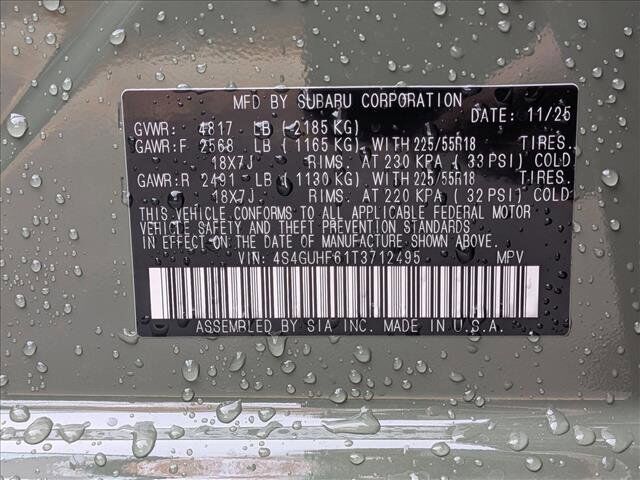 MFD BY SUBARU CORPORATION DATE: 11/25
GVWR: 4817 LB (2185 KG)
GAWR:F 2568 LB (1165 KG), WITH 225/55R18 TIRES.
18X7J RIMS. AT 230 KPA (33 PSI) COLD
GAWR:R 2491 LB (1130 KG), WITH 225/55R18 TIRES.
18X7J RIMS. AT 220 KPA (32 PSI) COLD
THIS VEHICLE CONFORMS TO ALL APPLICABLE FEDERAL MOTOR
VEHICLE SAFETY AND THEFT PREVENTION STANDARDS
IN EFFECT ON THE DATE OF MANUFACTURE SHOWN ABOVE.
VIN: 4S4GUHF61T3712495 MPV
ASSEMBLED BY SIA INC. MADE IN U.S.A.